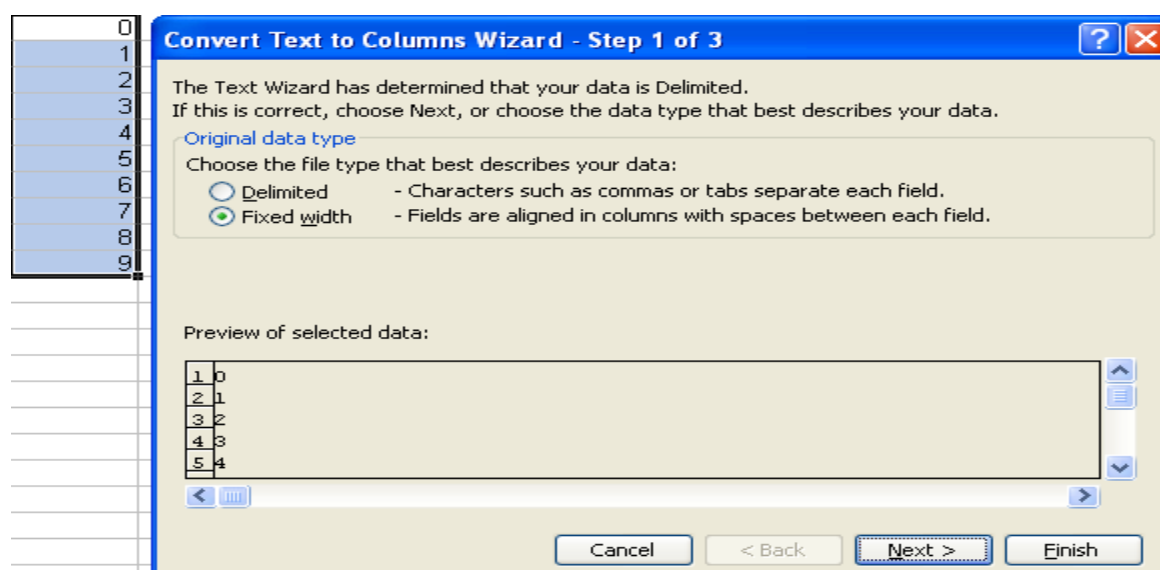 0
1
2
3
4
5
6
7
8
9
Convert Text to Columns Wizard - Step 1 of 3
The Text Wizard has determined that your data is Delimited.
If this is correct, choose Next, or choose the data type that best describes your data.
Original data type
Choose the file type that best describes your data:
Delimited - Characters such as commas or tabs separate each field.
Fixed width - Fields are aligned in columns with spaces between each field.
Preview of selected data:
1 0
2 1
3 2
4 3
5 4
Cancel < Back Next > Finish